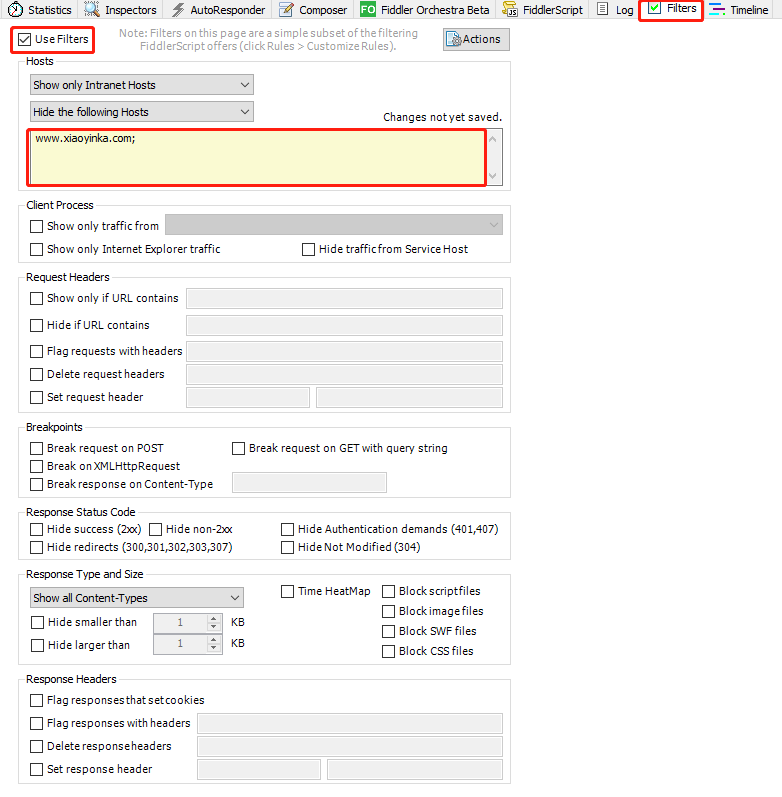 Statistics Inspectors AutoResponder Composer FO Fiddler Orchestra Beta JS FiddlerScript Log Filters Timeline
Use Filters
Note: Filters on this page are a simple subset of the filtering
FiddlerScript offers (click Rules > Customize Rules).
Actions
Hosts
Show only Intranet Hosts
Hide the following Hosts
Changes not yet saved.
www.xiaoyinka.com;
Client Process
Show only traffic from
Show only Internet Explorer traffic Hide traffic from Service Host
Request Headers
Show only if URL contains
Hide if URL contains
Flag requests with headers
Delete request headers
Set request header
Breakpoints
Break request on POST Break request on GET with query string
Break on XMLHttpRequest
Break response on Content-Type
Response Status Code
Hide success (2xx) Hide non-2xx Hide Authentication demands (401,407)
Hide redirects (300,301,302,303,307) Hide Not Modified (304)
Response Type and Size
Show all Content-Types Time HeatMap Block script files
Block image files
Hide smaller than 1 KB
Block SWF files
Hide larger than 1 KB
Block CSS files
Response Headers
Flag responses that set cookies
Flag responses with headers
Delete response headers
Set response header